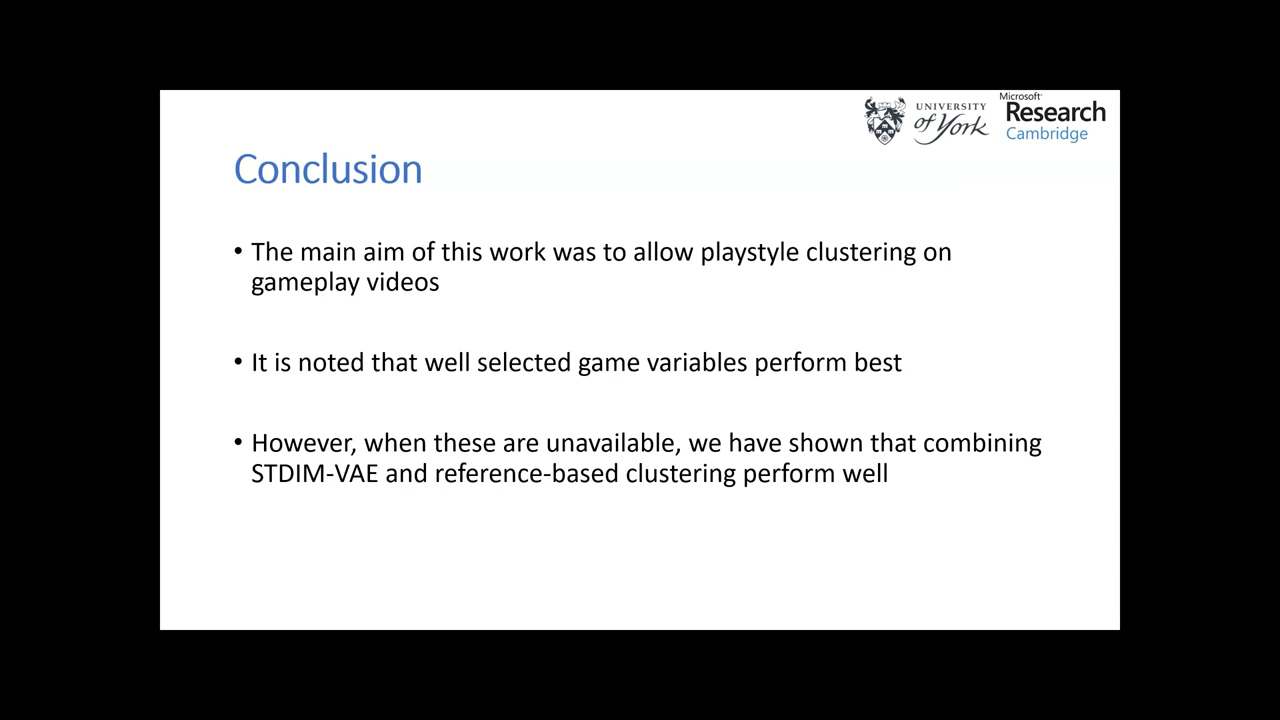 UNIVERSITY
of York
Microsoft
Research
Cambridge
Conclusion
• The main aim of this work was to allow playstyle clustering on
gameplay videos
• It is noted that well selected game variables perform best
• However, when these are unavailable, we have shown that combining
STDIM-VAE and reference-based clustering perform well